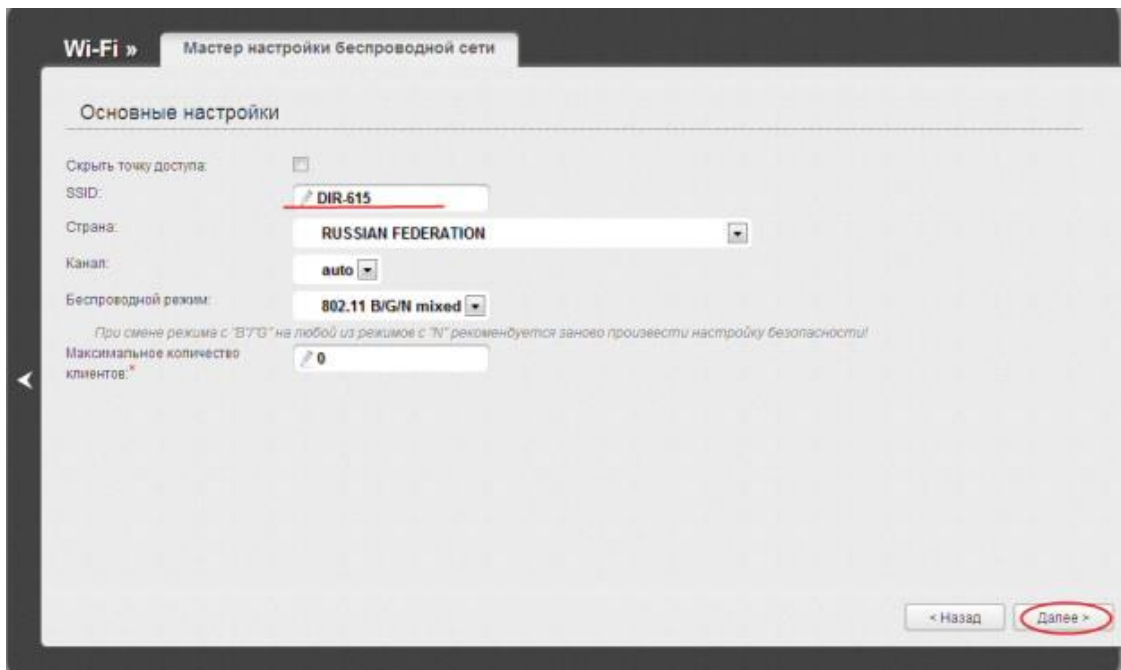 Wi-Fi »
Мастер настройки беспроводной сети
Основные настройки
Скрыть точку доступа:
SSID: DIR-615
Страна: RUSSIAN FEDERATION
Канал: auto
Беспроводной режим: 802.11 B/G/N mixed
При смене режима с "B"/"G" на любой из режимов с "N" рекомендуется заново произвести настройку безопасности!
Максимальное количество
клиентов:* 0
< Назад
Далее >